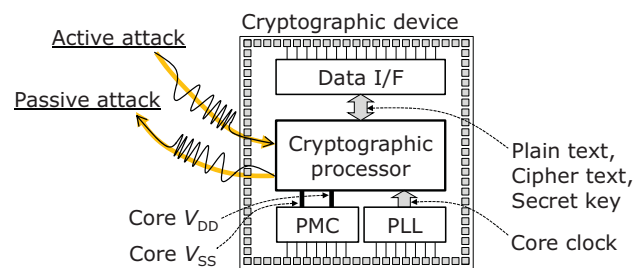 Cryptographic device
Active attack
Data I/F
Passive attack
Cryptographic
processor
Plain text,
Cipher text,
Secret key
Core VDD
PMC
PLL
Core clock
Core VSS